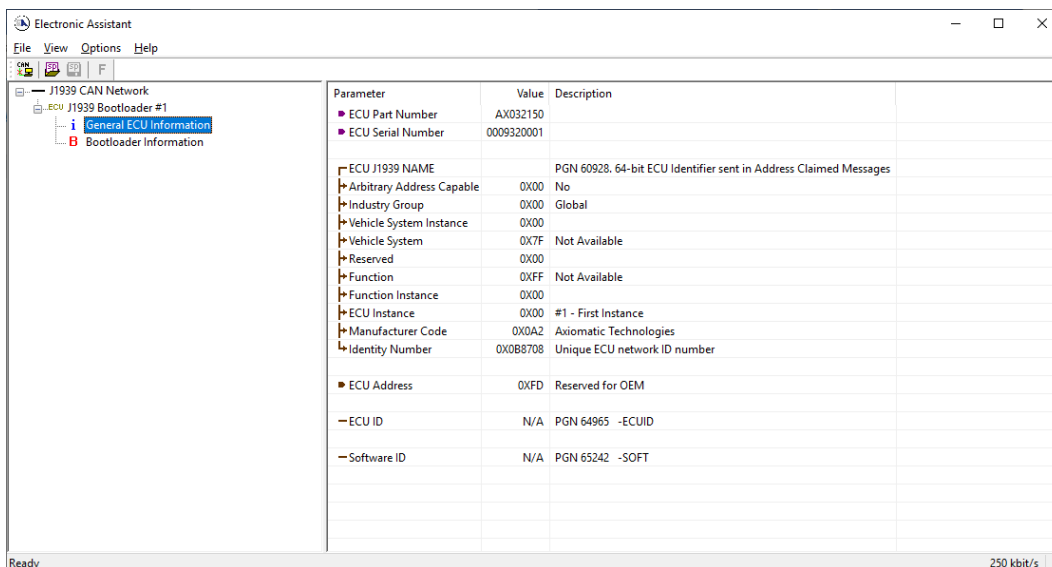 Electronic Assistant
File View Options Help
CAN SP SP F
J1939 CAN Network
ECU J1939 Bootloader #1
i General ECU Information
B Bootloader Information
Parameter Value Description
ECU Part Number AX032150
ECU Serial Number 0009320001
ECU J1939 NAME PGN 60928. 64-bit ECU Identifier sent in Address Claimed Messages
Arbitrary Address Capable 0X00 No
Industry Group 0X00 Global
Vehicle System Instance 0X00
Vehicle System 0X7F Not Available
Reserved 0X00
Function 0XFF Not Available
Function Instance 0X00
ECU Instance 0X00 #1 - First Instance
Manufacturer Code 0X0A2 Axiomatic Technologies
Identity Number 0X0B8708 Unique ECU network ID number
ECU Address 0XFD Reserved for OEM
ECU ID N/A PGN 64965 -ECUID
Software ID N/A PGN 65242 -SOFT
Ready 250 kbit/s